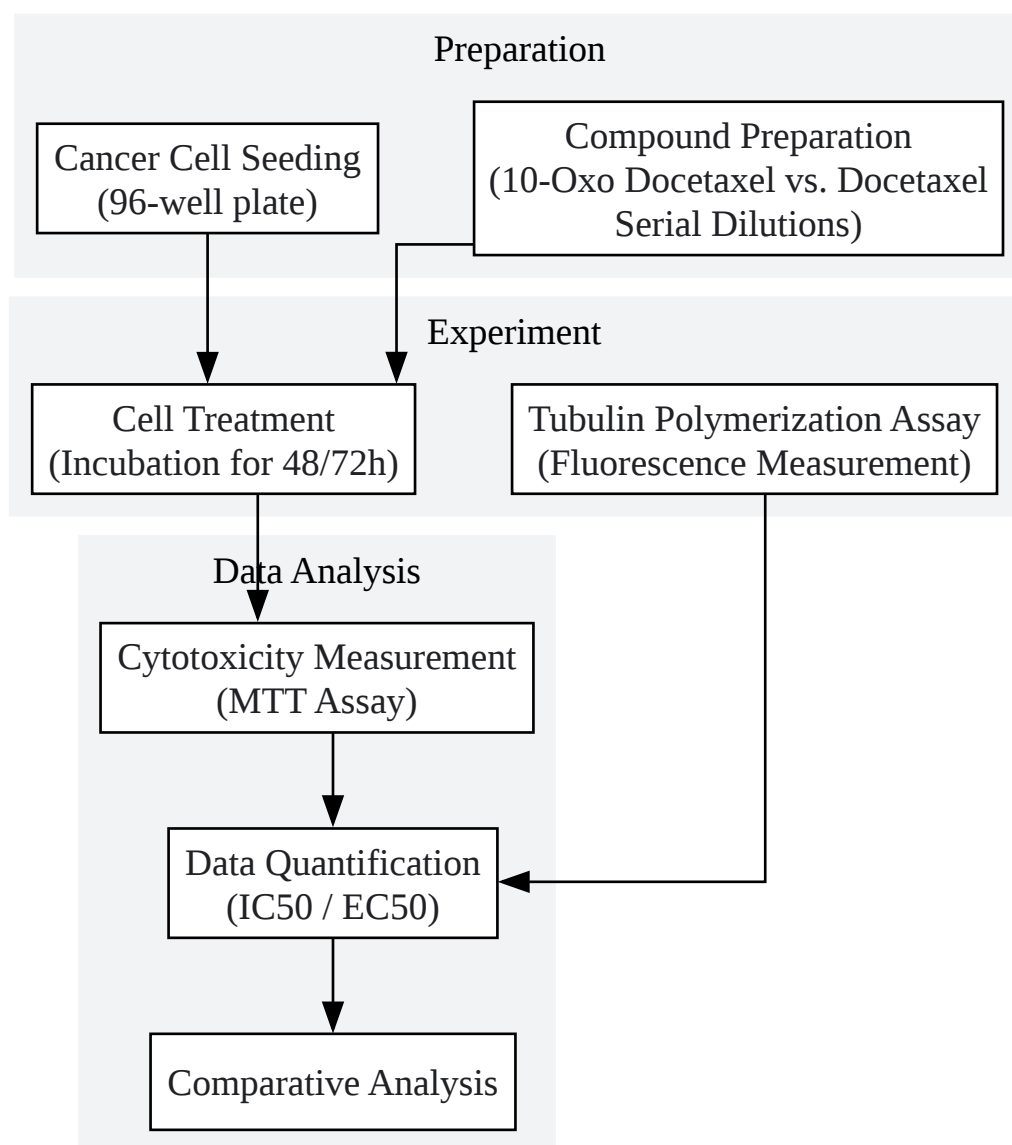 Preparation
Cancer Cell Seeding
(96-well plate)
Compound Preparation
(10-Oxo Docetaxel vs. Docetaxel
Serial Dilutions)
Experiment
Cell Treatment
(Incubation for 48/72h)
Tubulin Polymerization Assay
(Fluorescence Measurement)
Data Analysis
Cytotoxicity Measurement
(MTT Assay)
Data Quantification
(IC50 / EC50)
Comparative Analysis